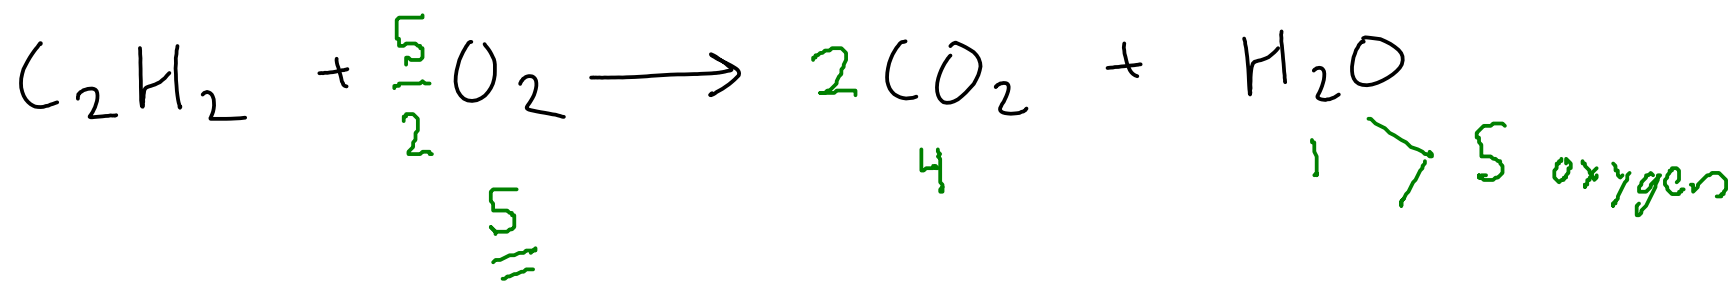 C₂H₂ + 5/2 O₂ → 2CO₂ + H₂O
4 1 > 5 oxygen
5